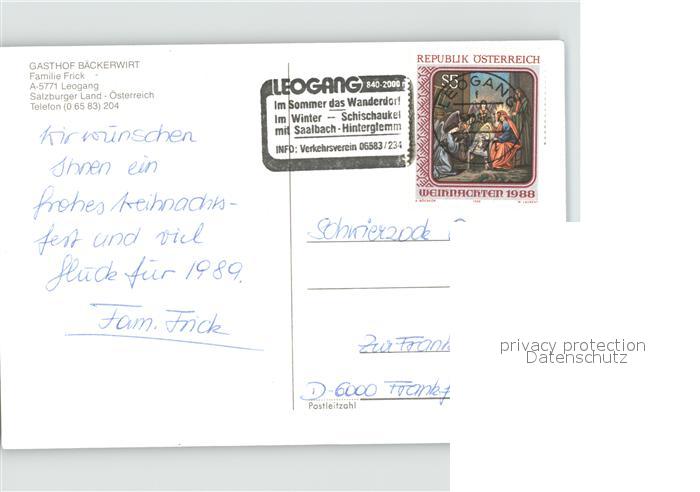 GASTHOF BÄCKERWIRT
Familie Frick
A-5771 Leogang
Salzburger Land - Österreich
Telefon (0 65 83) 204
LEOGANG 840-2000 m
Im Sommer das Wanderdorf
Im Winter - Schischaukel
mit Saalbach-Hinterglemm
INFO: Verkehrsverein 06583/234
REPUBLIK ÖSTERREICH
S5
LEOGANG
WEIHNACHTEN 1988
Wir wünschen
Ihnen ein
frohes Weihnachts-
fest und viel
Glück für 1989.
Fam. Frick
Zur Frank
D-6000 Frankf
Postleitzahl
privacy protection
Datenschutz